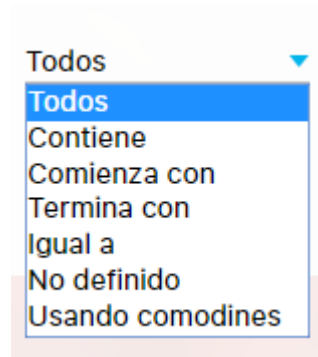 Todos
Todos
Contiene
Comienza con
Termina con
Igual a
No definido
Usando comodines